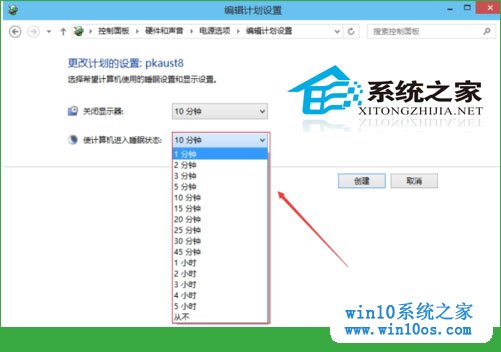 编辑计划设置
控制面板 › 硬件和声音 › 电源选项 › 编辑计划设置
搜索控制面板
更改计划的设置: pkaust8
选择希望计算机使用的睡眠设置和显示设置。
关闭显示器: 10 分钟
使计算机进入睡眠状态: 10 分钟
1 分钟
2 分钟
3 分钟
5 分钟
10 分钟
15 分钟
20 分钟
25 分钟
30 分钟
45 分钟
1 小时
2 小时
3 小时
4 小时
5 小时
从不
创建 取消
系统之家
XITONGZHIJIA.NET
win10系统之家
www.win10os.com